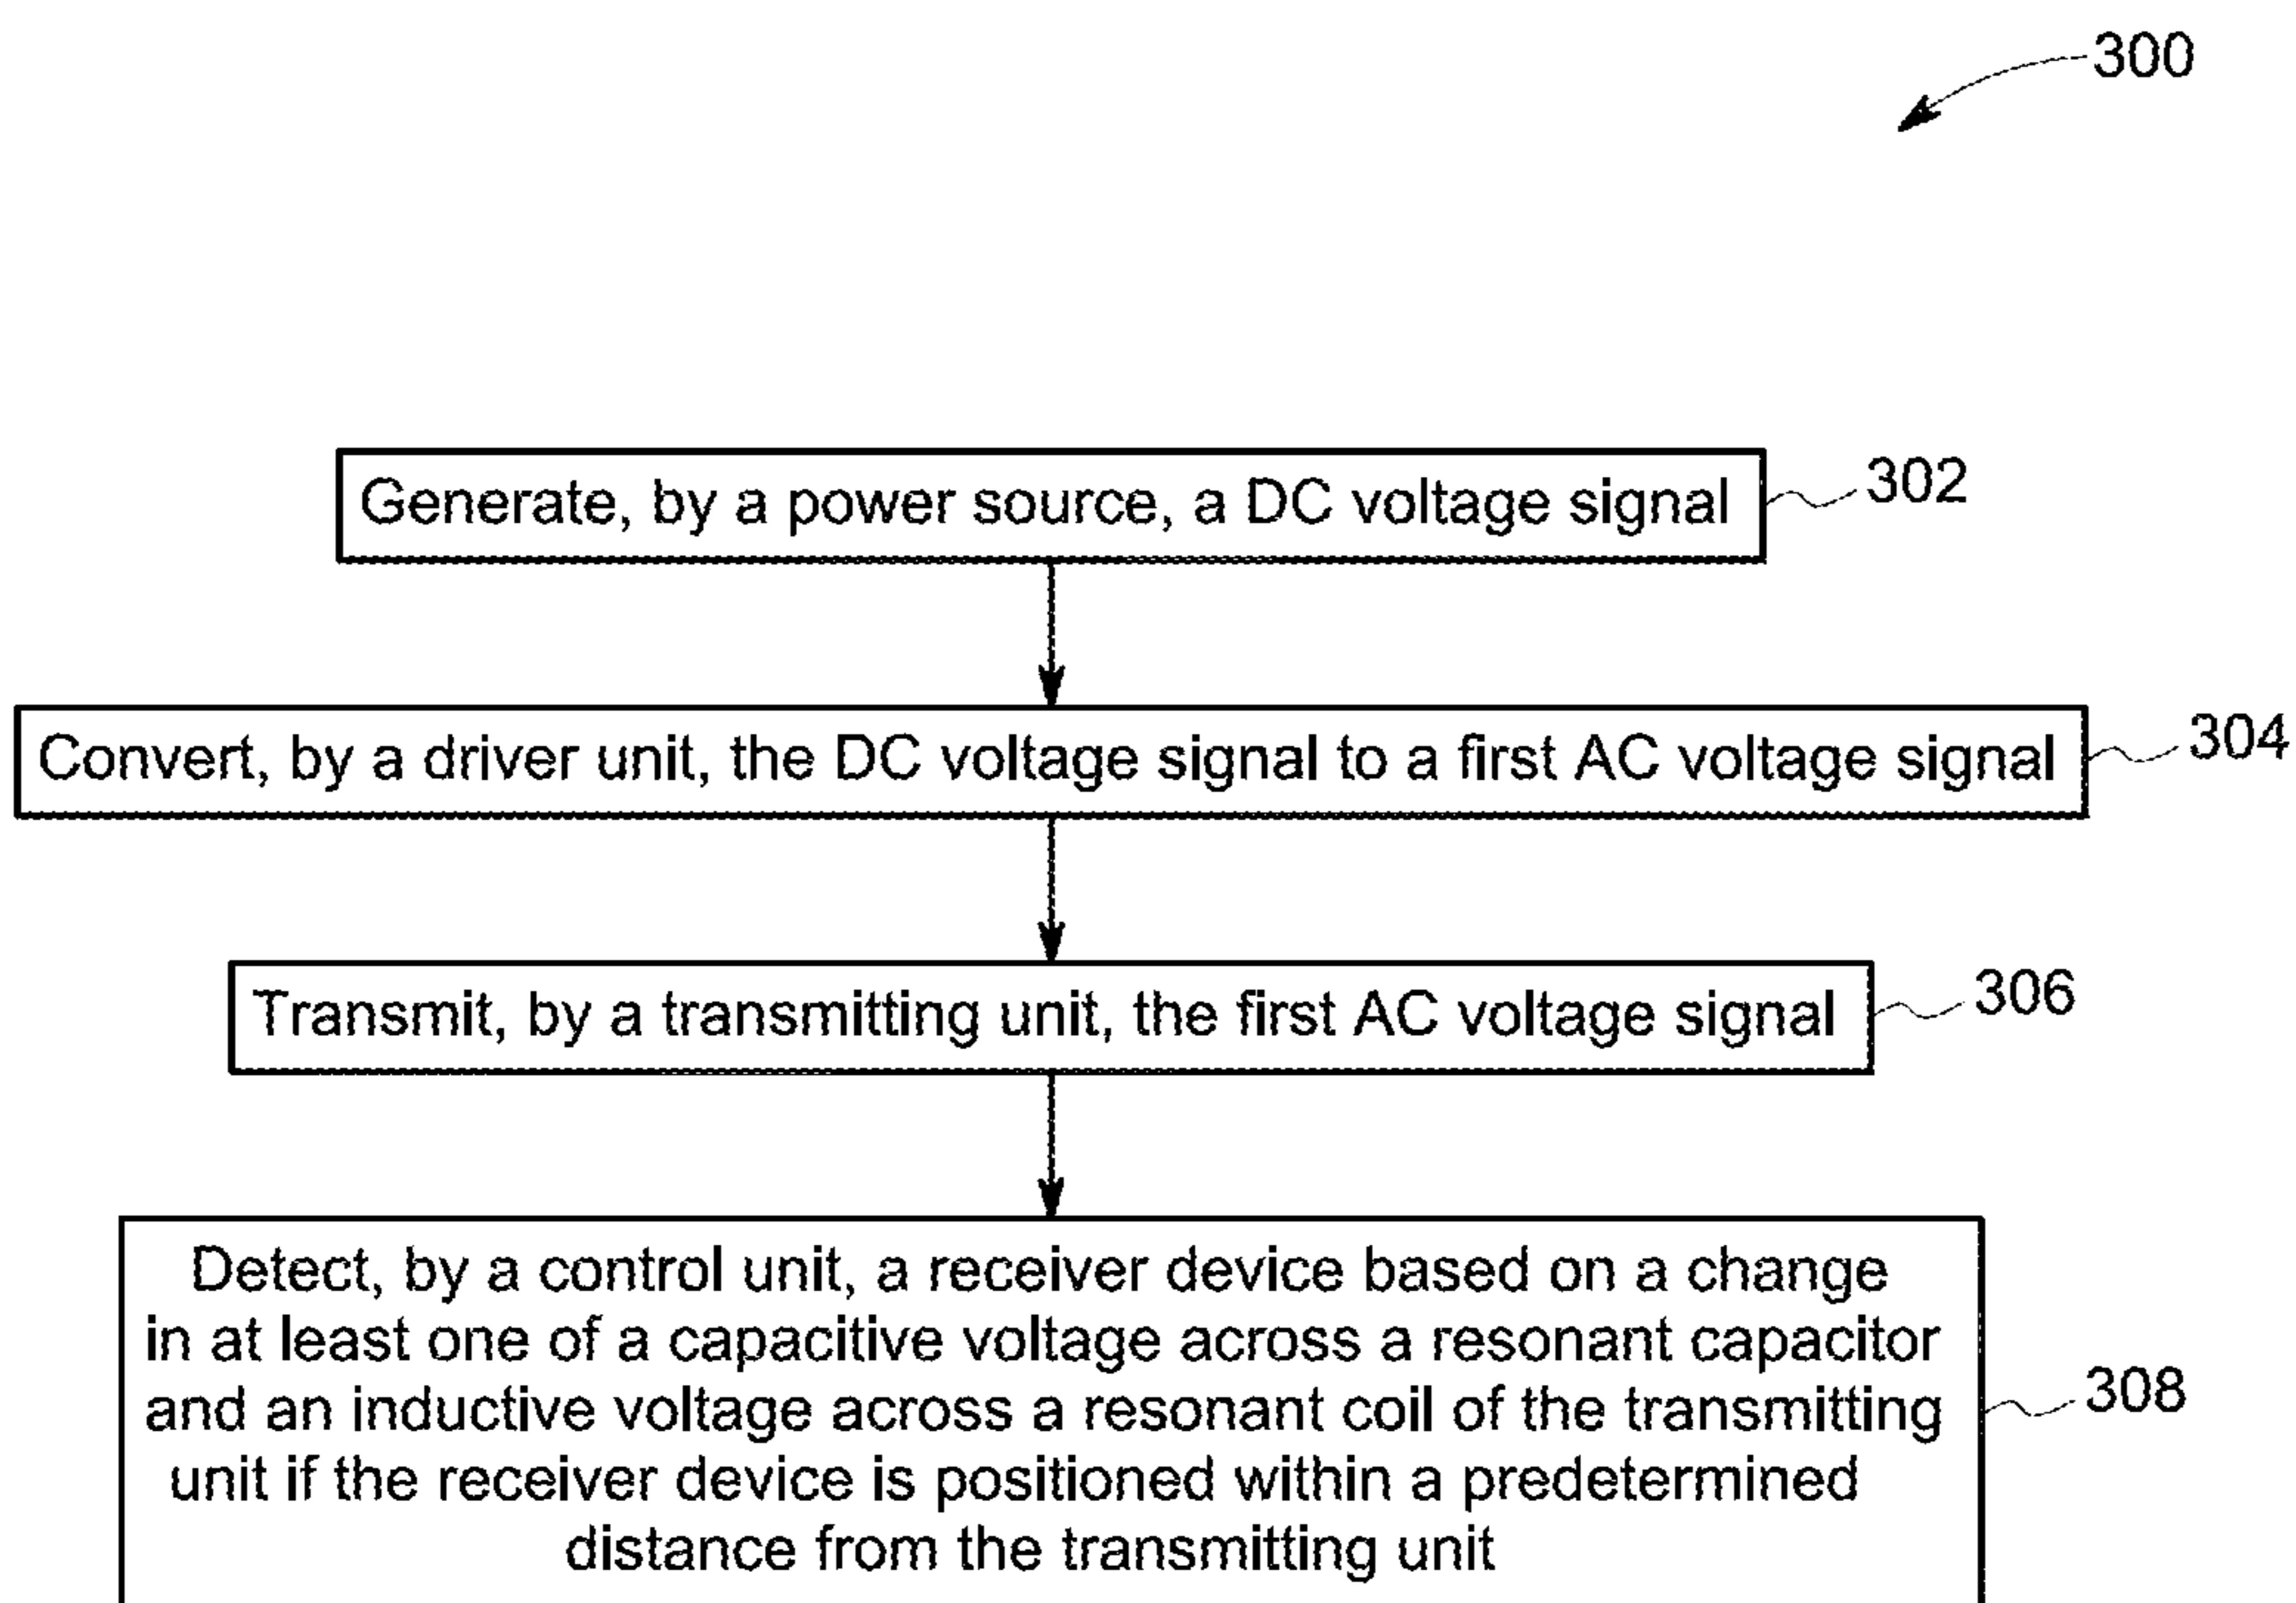 300
Generate, by a power source, a DC voltage signal
302
Convert, by a driver unit, the DC voltage signal to a first AC voltage signal
304
Transmit, by a transmitting unit, the first AC voltage signal
306
Detect, by a control unit, a receiver device based on a change
in at least one of a capacitive voltage across a resonant capacitor
and an inductive voltage across a resonant coil of the transmitting
unit if the receiver device is positioned within a predetermined
distance from the transmitting unit
308